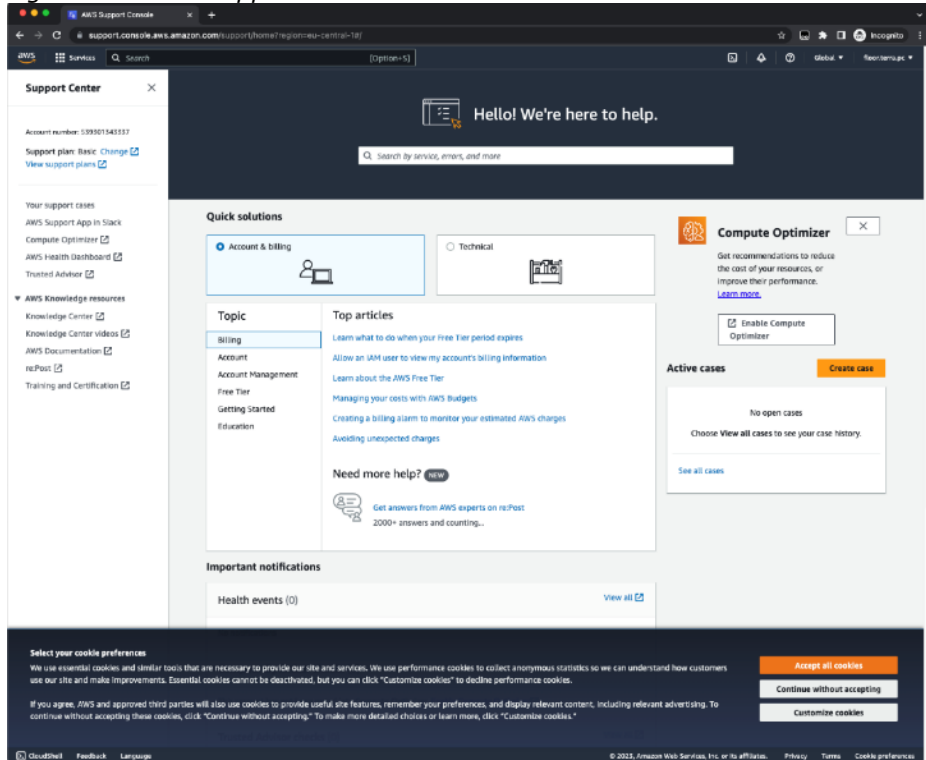 AWS Support Console
support.console.aws.amazon.com/support/home?region=eu-central-1#/
Incognito
aws
Services
Search
[Option+S]
Global
Support Center
Hello! We're here to help.
Account number: 539301343337
Support plan: Basic Change
View support plans
Search by service, errors, and more
Your support cases
AWS Support App in Slack
Compute Optimizer
AWS Health Dashboard
Trusted Advisor
AWS Knowledge resources
Knowledge Center
Knowledge Center videos
AWS Documentation
re:Post
Training and Certification
Quick solutions
Account & billing
Technical
Topic
Billing
Account
Account Management
Free Tier
Getting Started
Education
Top articles
Learn what to do when your Free Tier period expires
Allow an IAM user to view my account's billing information
Learn about the AWS Free Tier
Managing your costs with AWS Budgets
Creating a billing alarm to monitor your estimated AWS charges
Avoiding unexpected charges
Need more help? NEW
Get answers from AWS experts on re:Post
2000+ answers and counting...
Compute Optimizer
Get recommendations to reduce
the cost of your resources, or
improve their performance.
Learn more.
Enable Compute
Optimizer
Active cases
Create case
No open cases
Choose View all cases to see your case history.
See all cases
Important notifications
Health events (0)
View all
Select your cookie preferences
We use essential cookies and similar tools that are necessary to provide our site and services. We use performance cookies to collect anonymous statistics so we can understand how customers
use our site and make improvements. Essential cookies cannot be deactivated, but you can click "Customize cookies" to decline performance cookies.
If you agree, AWS and approved third parties will also use cookies to provide useful site features, remember your preferences, and display relevant content, including relevant advertising. To
continue without accepting these cookies, click "Continue without accepting." To make more detailed choices or learn more, click "Customize cookies."
Accept all cookies
Continue without accepting
Customize cookies
CloudShell
Feedback
Language
© 2023, Amazon Web Services, Inc. or its affiliates.
Privacy
Terms
Cookie preferences